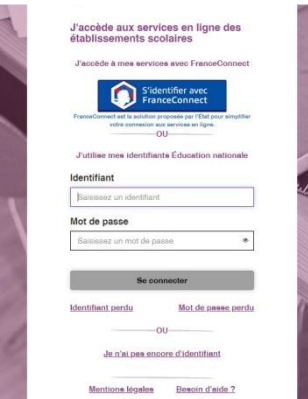 J'accède aux services en ligne des
établissements scolaires
J'accède à mes services avec FranceConnect
S'identifier avec
FranceConnect
FranceConnect est la solution proposée par l'État pour simplifier
votre connexion aux services en ligne.
OU
J'utilise mes identifiants Éducation nationale
Identifiant
Saisissez un identifiant
Mot de passe
Saisissez un mot de passe
Se connecter
Identifiant perdu Mot de passe perdu
OU
Je n'ai pas encore d'identifiant
Mentions légales Besoin d'aide ?